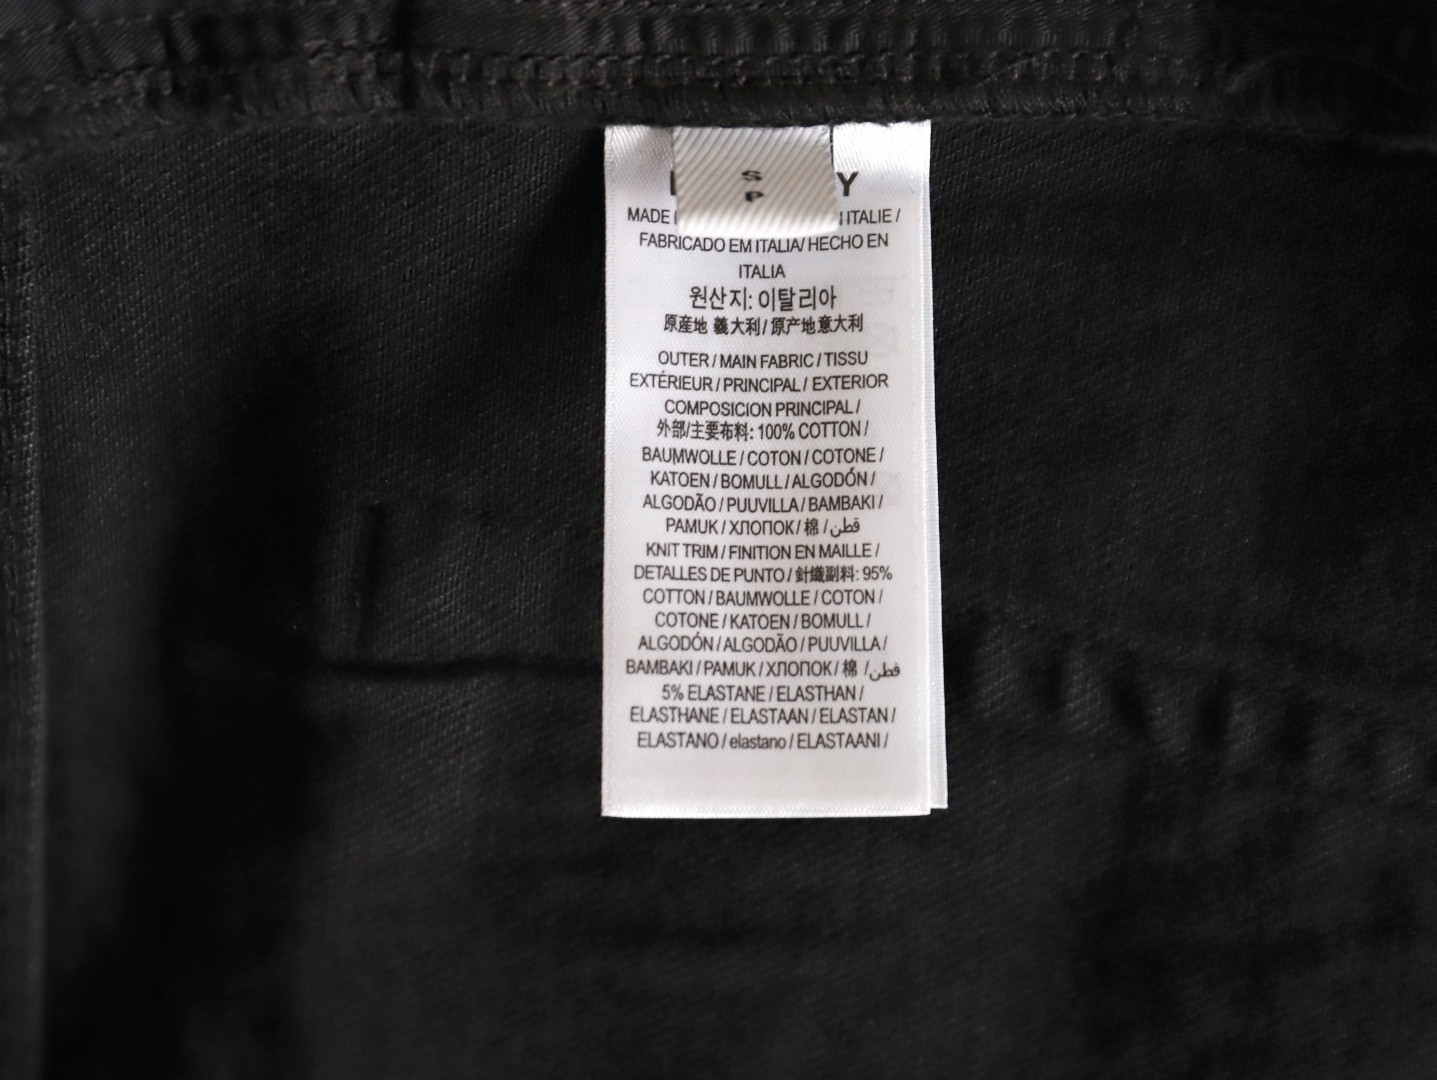 S
P
MADE ITALIE /
FABRICADO EM ITALIA/ HECHO EN
ITALIA
원산지: 이탈리아
原産地 義大利 / 原产地意大利
OUTER / MAIN FABRIC / TISSU
EXTÉRIEUR / PRINCIPAL / EXTERIOR
COMPOSICION PRINCIPAL /
外部/主要布料: 100% COTTON /
BAUMWOLLE / COTON / COTONE /
KATOEN / BOMULL / ALGODÓN /
ALGODÃO / PUUVILLA / BAMBAKI /
PAMUK / ХЛОПОК / 棉 / قطن
KNIT TRIM / FINITION EN MAILLE /
DETALLES DE PUNTO / 針織副料: 95%
COTTON / BAUMWOLLE / COTON /
COTONE / KATOEN / BOMULL /
ALGODÓN / ALGODÃO / PUUVILLA /
BAMBAKI / PAMUK / ХЛОПОК / 棉 / قطن
5% ELASTANE / ELASTHAN /
ELASTHANE / ELASTAAN / ELASTAN /
ELASTANO / elastano / ELASTAANI /